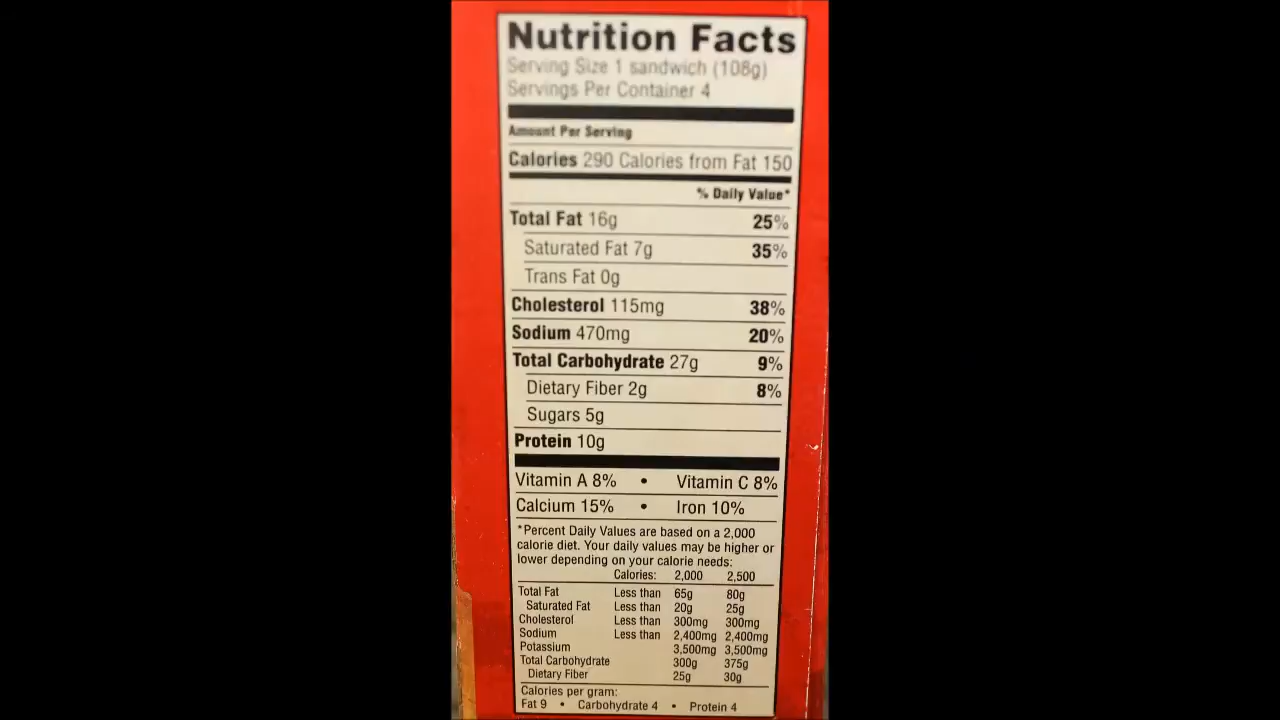 Nutrition Facts
Serving Size 1 sandwich (108g)
Servings Per Container 4
Amount Per Serving
Calories 290 Calories from Fat 150
% Daily Value*
Total Fat 16g 25%
Saturated Fat 7g 35%
Trans Fat 0g
Cholesterol 115mg 38%
Sodium 470mg 20%
Total Carbohydrate 27g 9%
Dietary Fiber 2g 8%
Sugars 5g
Protein 10g
Vitamin A 8% • Vitamin C 8%
Calcium 15% • Iron 10%
*Percent Daily Values are based on a 2,000
calorie diet. Your daily values may be higher or
lower depending on your calorie needs:
Calories: 2,000 2,500
Total Fat Less than 65g 80g
Saturated Fat Less than 20g 25g
Cholesterol Less than 300mg 300mg
Sodium Less than 2,400mg 2,400mg
Potassium 3,500mg 3,500mg
Total Carbohydrate 300g 375g
Dietary Fiber 25g 30g
Calories per gram:
Fat 9 • Carbohydrate 4 • Protein 4